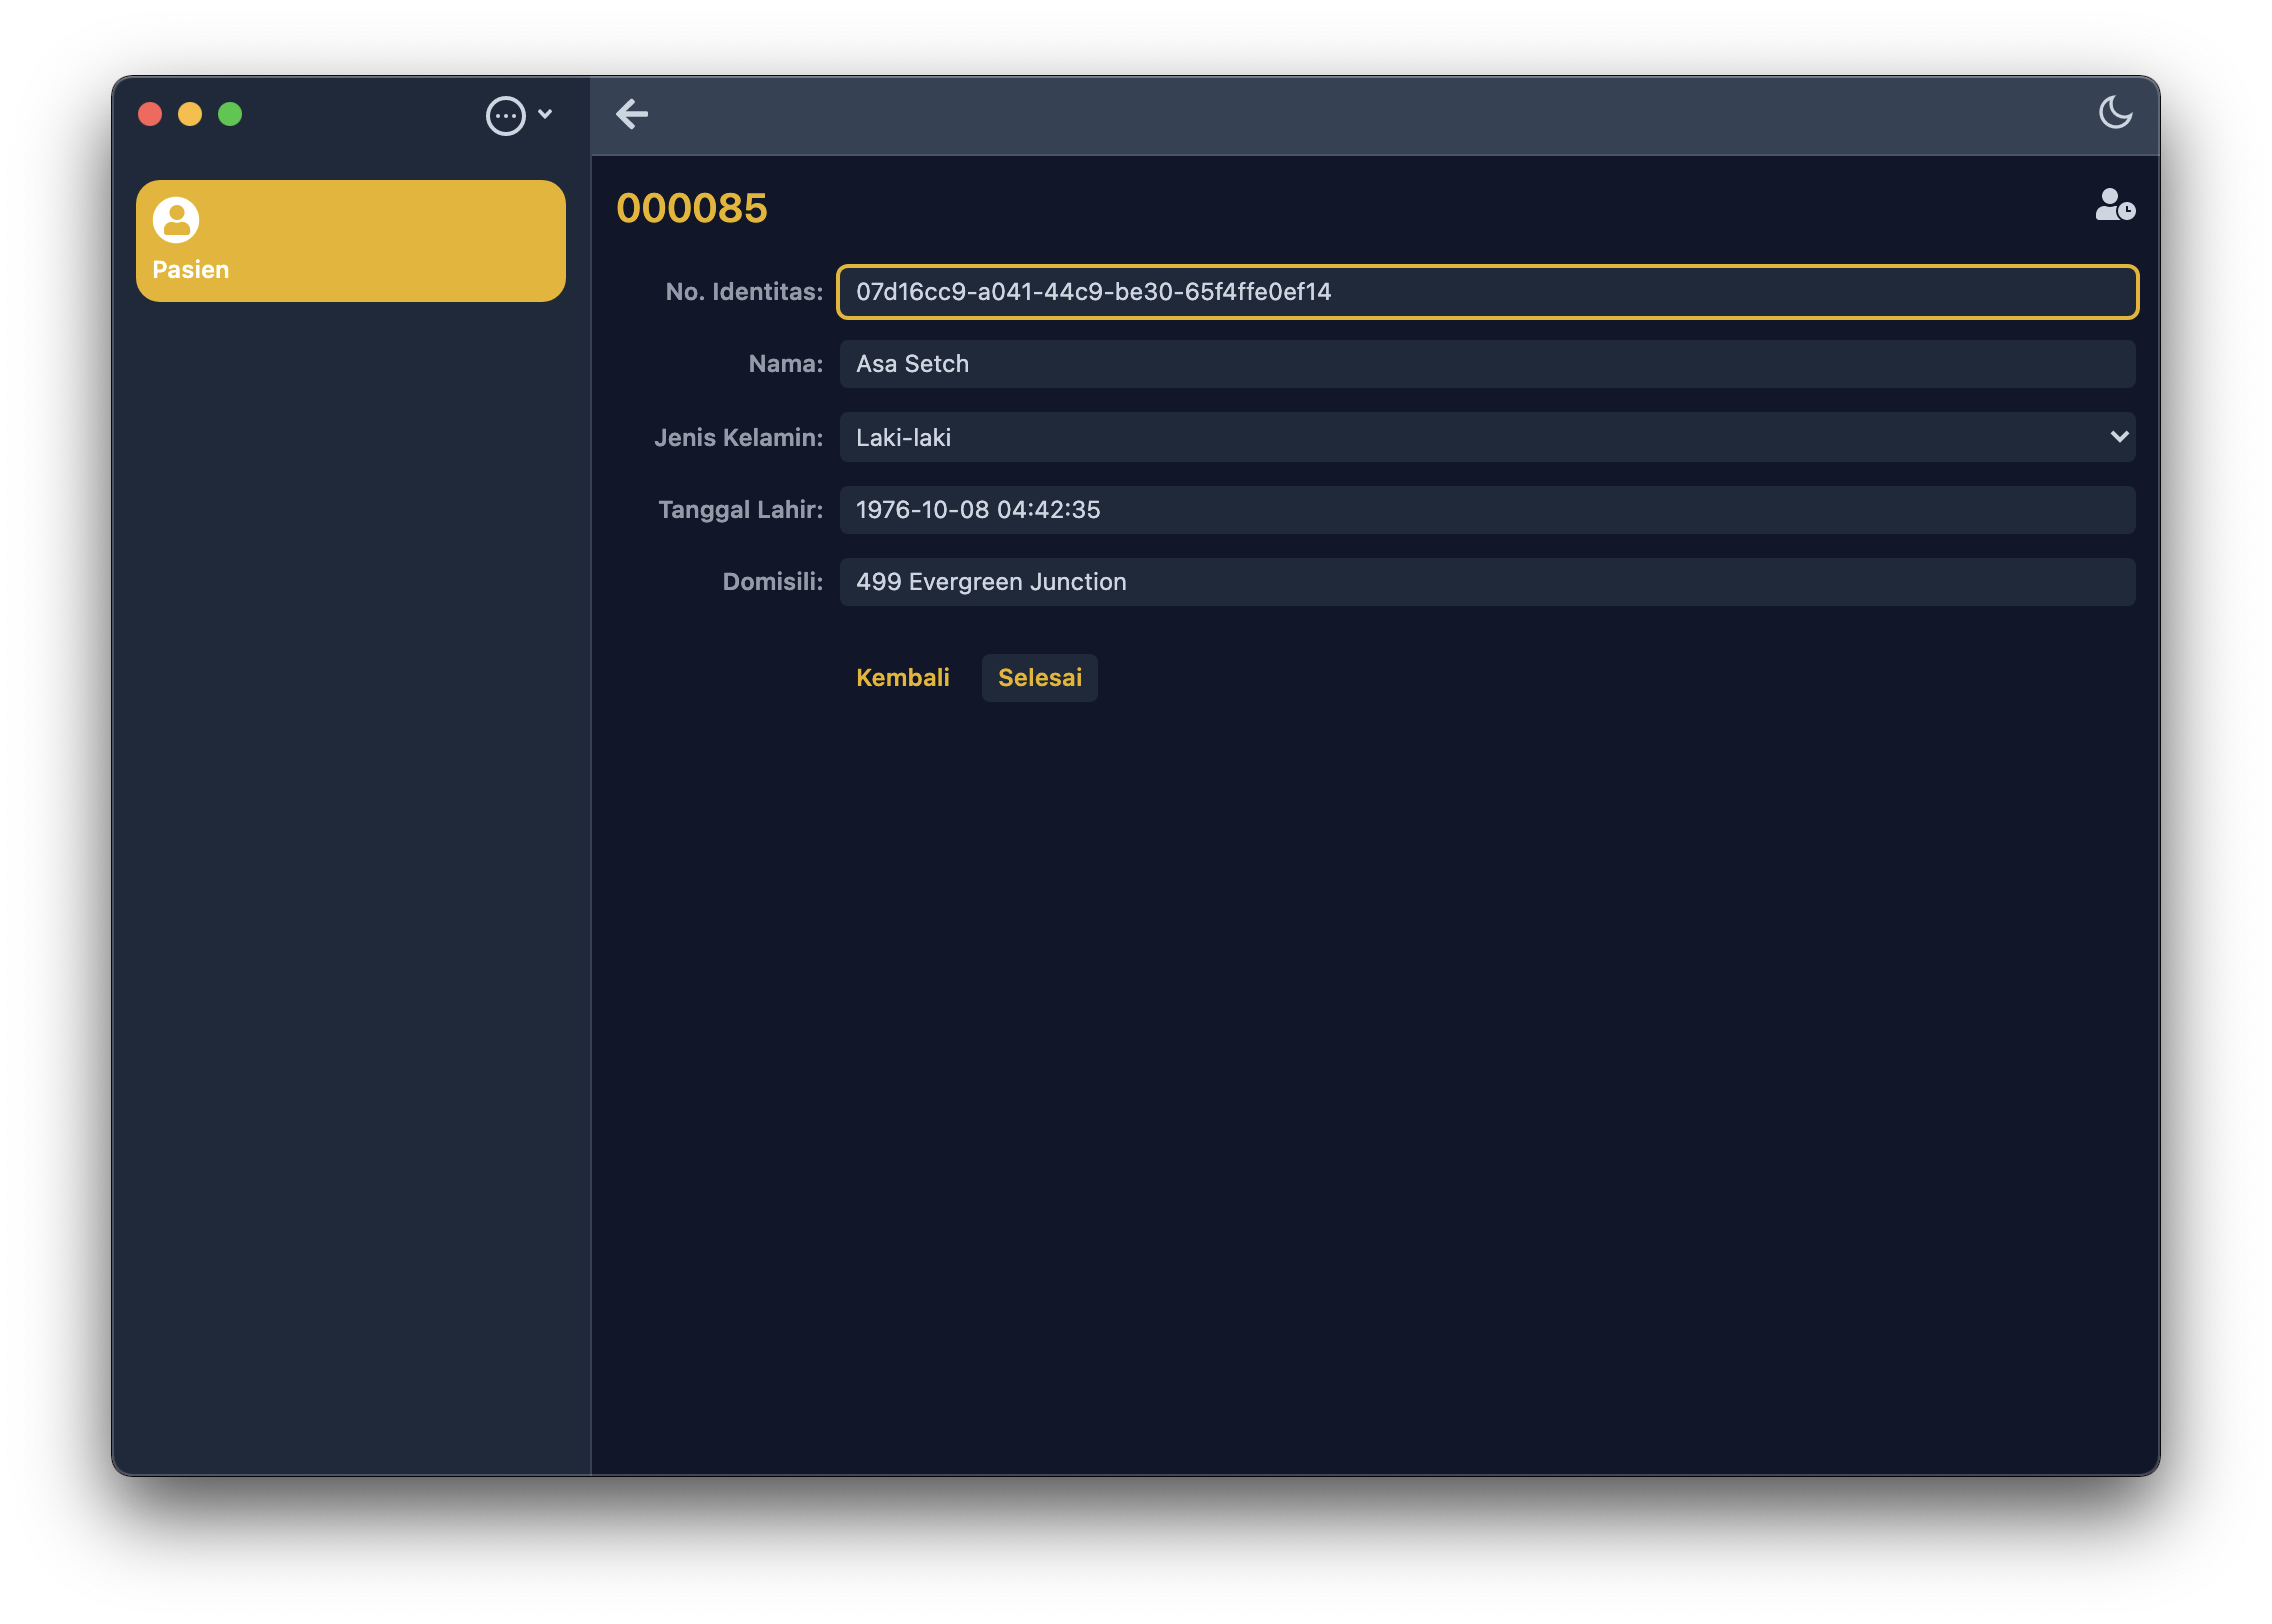 Pasien
000085
No. Identitas: 07d16cc9-a041-44c9-be30-65f4ffe0ef14
Nama: Asa Setch
Jenis Kelamin: Laki-laki
Tanggal Lahir: 1976-10-08 04:42:35
Domisili: 499 Evergreen Junction
Kembali Selesai